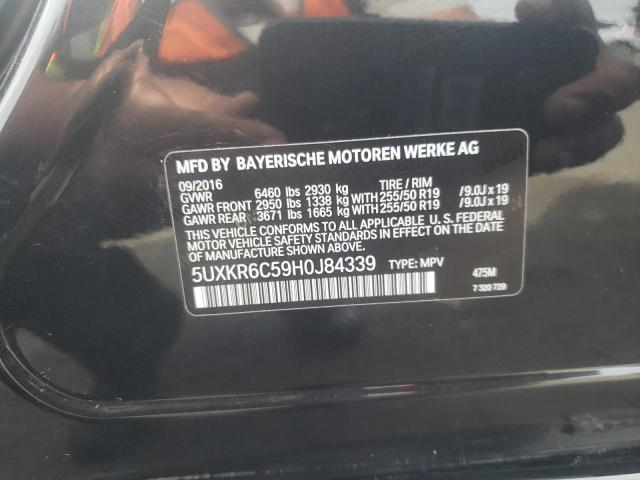 MFD BY BAYERISCHE MOTOREN WERKE AG
09/2016 TIRE / RIM
GVWR 6460 lbs 2930 kg
GAWR FRONT 2950 lbs 1338 kg WITH 255/50 R19 /9.0J x 19
GAWR REAR 3671 lbs 1665 kg WITH 255/50 R19 /9.0J x 19
THIS VEHICLE CONFORMS TO ALL APPLICABLE U. S. FEDERAL
MOTOR VEHICLE SAFETY STANDARDS IN EFFECT ON THE DATE OF
MANUFACTURE SHOWN ABOVE.
5UXKR6C59H0J84339 TYPE: MPV 475M
7 320 729